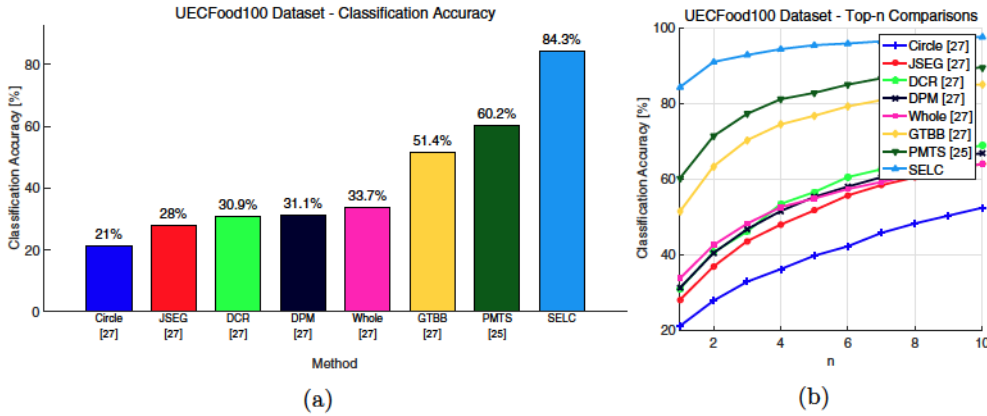 UECFood100 Dataset - Classification Accuracy
Classification Accuracy [%]
80
60
40
20
0
21%
28%
30.9%
31.1%
33.7%
51.4%
60.2%
84.3%
Circle [27]
JSEG [27]
DCR [27]
DPM [27]
Whole [27]
GTBB [27]
PMTS [25]
SELC
Method
(a)
UECFood100 Dataset - Top-n Comparisons
Classification Accuracy [%]
100
80
60
40
20
2 4 6 8 10
n
Circle [27]
JSEG [27]
DCR [27]
DPM [27]
Whole [27]
GTBB [27]
PMTS [25]
SELC
(b)